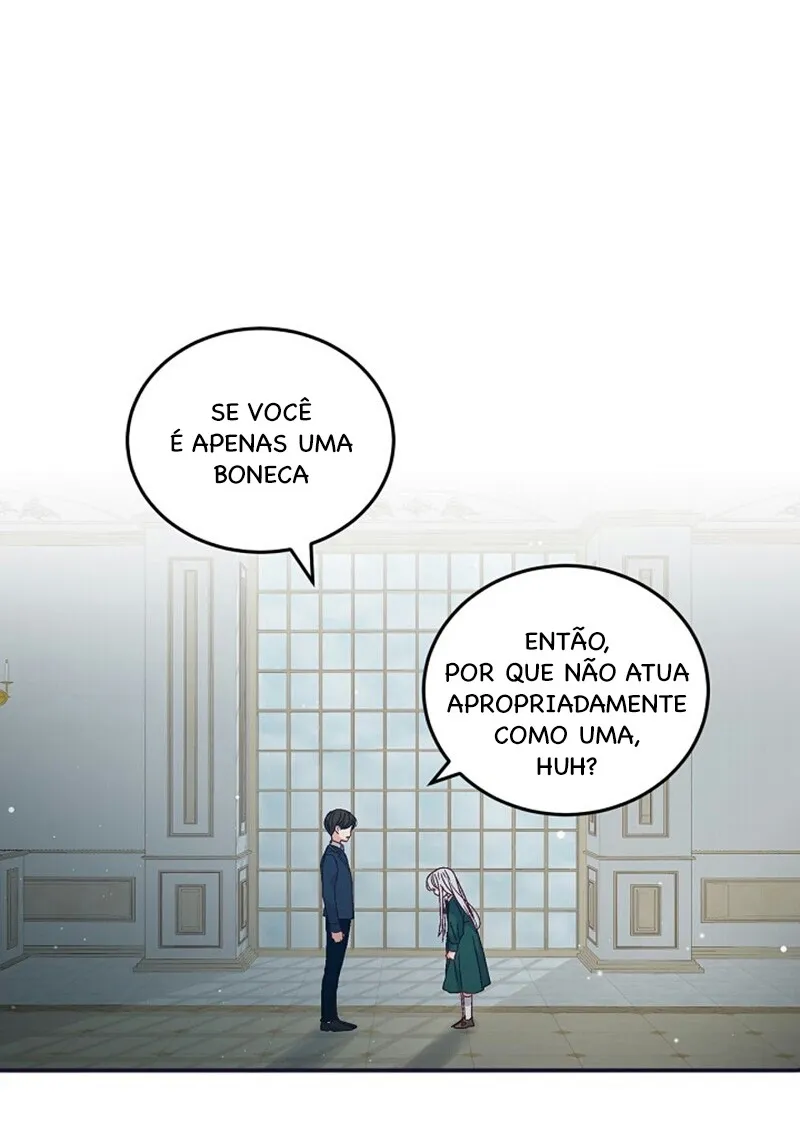 SE VOCÊ
É APENAS UMA
BONECA
ENTÃO,
POR QUE NÃO ATUA
APROPRIADAMENTE
COMO UMA,
HUH?